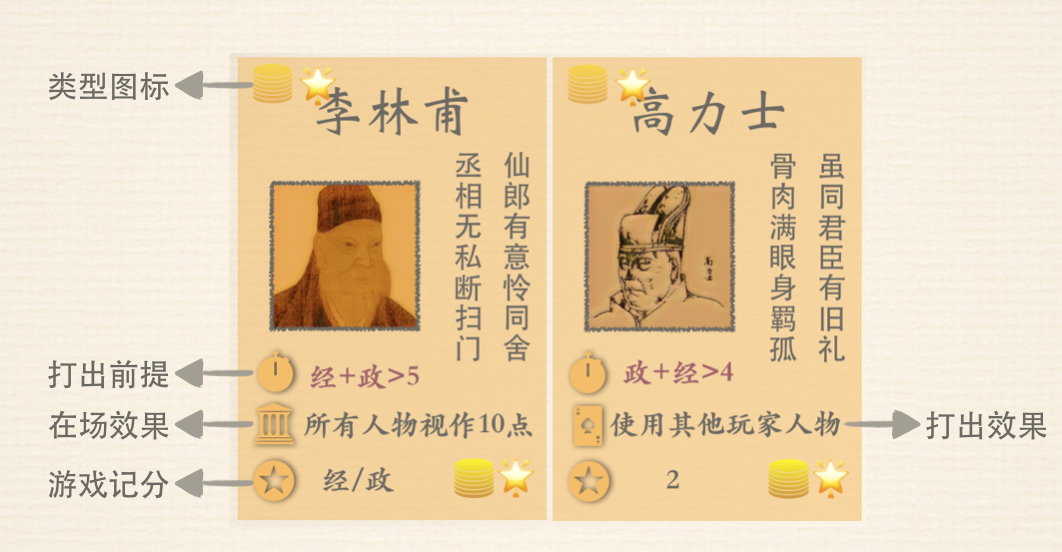 类型图标
李林甫
仙郎有意怜同舍
丞相无私断扫门
打出前提
经+政>5
在场效果
所有人物视作10点
游戏记分
经/政
高力士
虽同君臣有旧礼
骨肉满眼身羁孤
高力士
政+经>4
使用其他玩家人物
打出效果
2